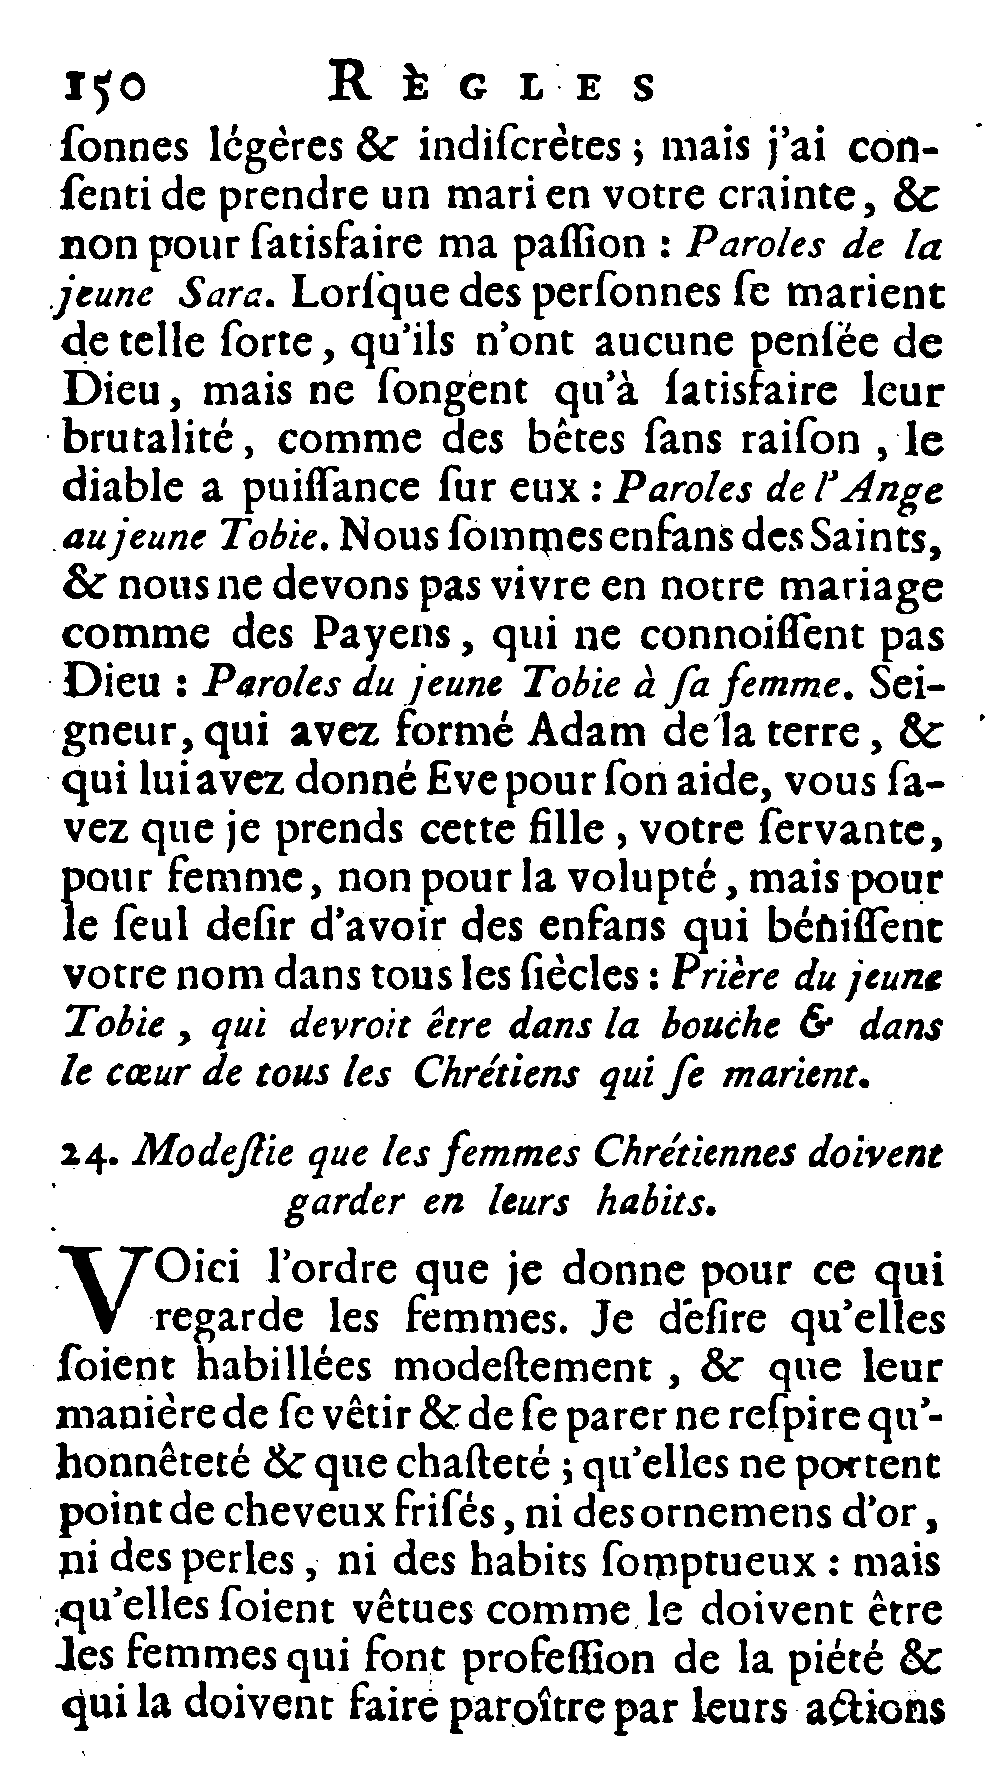 150 RÈGLES
ſonnes légères & indiſcrètes ; mais j'ai con-
ſenti de prendre un mari en votre crainte, &
non pour ſatisfaire ma paſſion : Paroles de la
jeune Sara. Lorſque des perſonnes ſe marient
de telle ſorte, qu'ils n'ont aucune penſée de
Dieu, mais ne ſongent qu'à ſatisfaire leur
brutalité, comme des bêtes ſans raiſon, le
diable a puiſſance ſur eux : Paroles de l'Ange
au jeune Tobie. Nous ſommes enfans des Saints,
& nous ne devons pas vivre en notre mariage
comme des Payens, qui ne connoiſſent pas
Dieu : Paroles du jeune Tobie à ſa femme. Sei-
gneur, qui avez formé Adam de la terre, &
qui lui avez donné Eve pour ſon aide, vous ſa-
vez que je prends cette fille, votre ſervante,
pour femme, non pour la volupté, mais pour
le ſeul deſir d'avoir des enfans qui béniſſent
votre nom dans tous les ſiècles : Prière du jeune
Tobie, qui devroit être dans la bouche & dans
le cœur de tous les Chrétiens qui ſe marient.
24. Modeſtie que les femmes Chrétiennes doivent
garder en leurs habits.
VOici l'ordre que je donne pour ce qui
regarde les femmes. Je deſire qu'elles
ſoient habillées modeſtement, & que leur
manière de ſe vêtir & de ſe parer ne reſpire qu'-
honnêteté & que chaſteté ; qu'elles ne portent
point de cheveux friſés, ni des ornemens d'or,
ni des perles, ni des habits ſomptueux : mais
qu'elles ſoient vêtues comme le doivent être
les femmes qui font profeſſion de la piété &
qui la doivent faire paroître par leurs actions